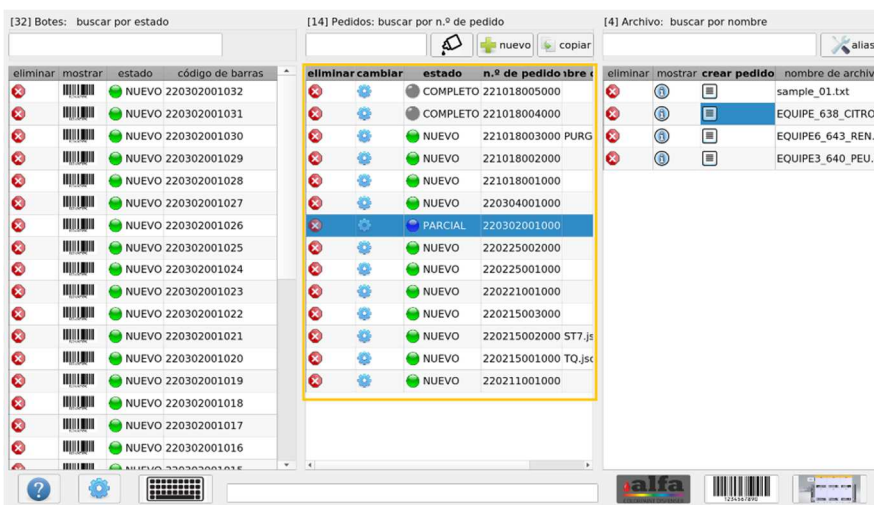 [32] Botes: buscar por estado
[14] Pedidos: buscar por n.º de pedido
[4] Archivo: buscar por nombre
nuevo
copiar
alias
eliminar mostrar estado código de barras
NUEVO 220302001032
NUEVO 220302001031
NUEVO 220302001030
NUEVO 220302001029
NUEVO 220302001028
NUEVO 220302001027
NUEVO 220302001026
NUEVO 220302001025
NUEVO 220302001024
NUEVO 220302001023
NUEVO 220302001022
NUEVO 220302001021
NUEVO 220302001020
NUEVO 220302001019
NUEVO 220302001018
NUEVO 220302001017
NUEVO 220302001016
eliminar cambiar estado n.º de pedido
COMPLETO 221018005000
COMPLETO 221018004000
NUEVO 221018003000 PURG
NUEVO 221018002000
NUEVO 221018001000
NUEVO 220304001000
PARCIAL 220302001000
NUEVO 220225002000
NUEVO 220225001000
NUEVO 220221001000
NUEVO 220215003000
NUEVO 220215002000 ST7.js
NUEVO 220215001000 TQ.jsc
NUEVO 220211001000
eliminar mostrar crear pedido nombre de archiv
sample_01.txt
EQUIPE_638_CITRO
EQUIPE6_643_REN.
EQUIPE3_640_PEU.
?
alfa
1234567890